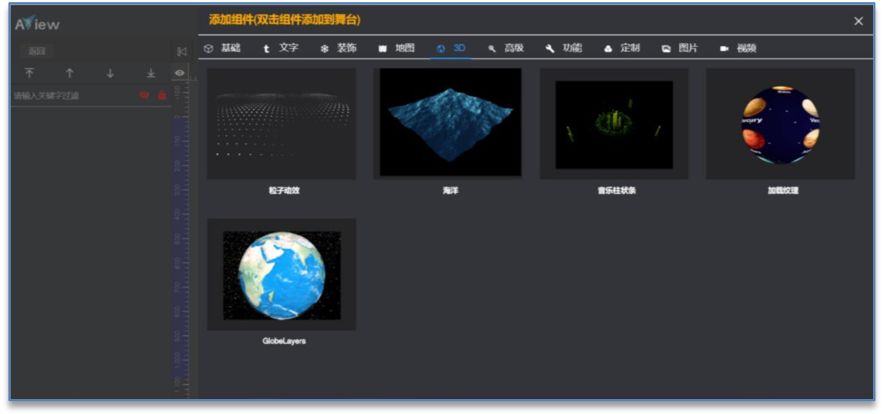 添加组件(双击组件添加到舞台)
AView
返回
基础 文字 装饰 地图 3D 高级 功能 定制 图片 视频
请输入关键字过滤
粒子动效 海洋 音乐柱状条 加载纹理
GlobeLayers